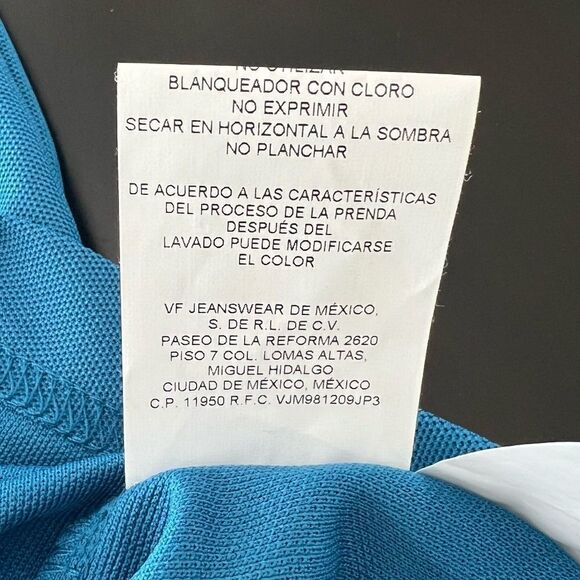 NO UTILIZAR
BLANQUEADOR CON CLORO
NO EXPRIMIR
SECAR EN HORIZONTAL A LA SOMBRA
NO PLANCHAR
DE ACUERDO A LAS CARACTERÍSTICAS
DEL PROCESO DE LA PRENDA
DESPUÉS DEL
LAVADO PUEDE MODIFICARSE
EL COLOR
VF JEANSWEAR DE MÉXICO,
S. DE R.L. DE C.V.
PASEO DE LA REFORMA 2620
PISO 7 COL. LOMAS ALTAS,
MIGUEL HIDALGO
CIUDAD DE MÉXICO, MÉXICO
C.P. 11950 R.F.C. VJM981209JP3